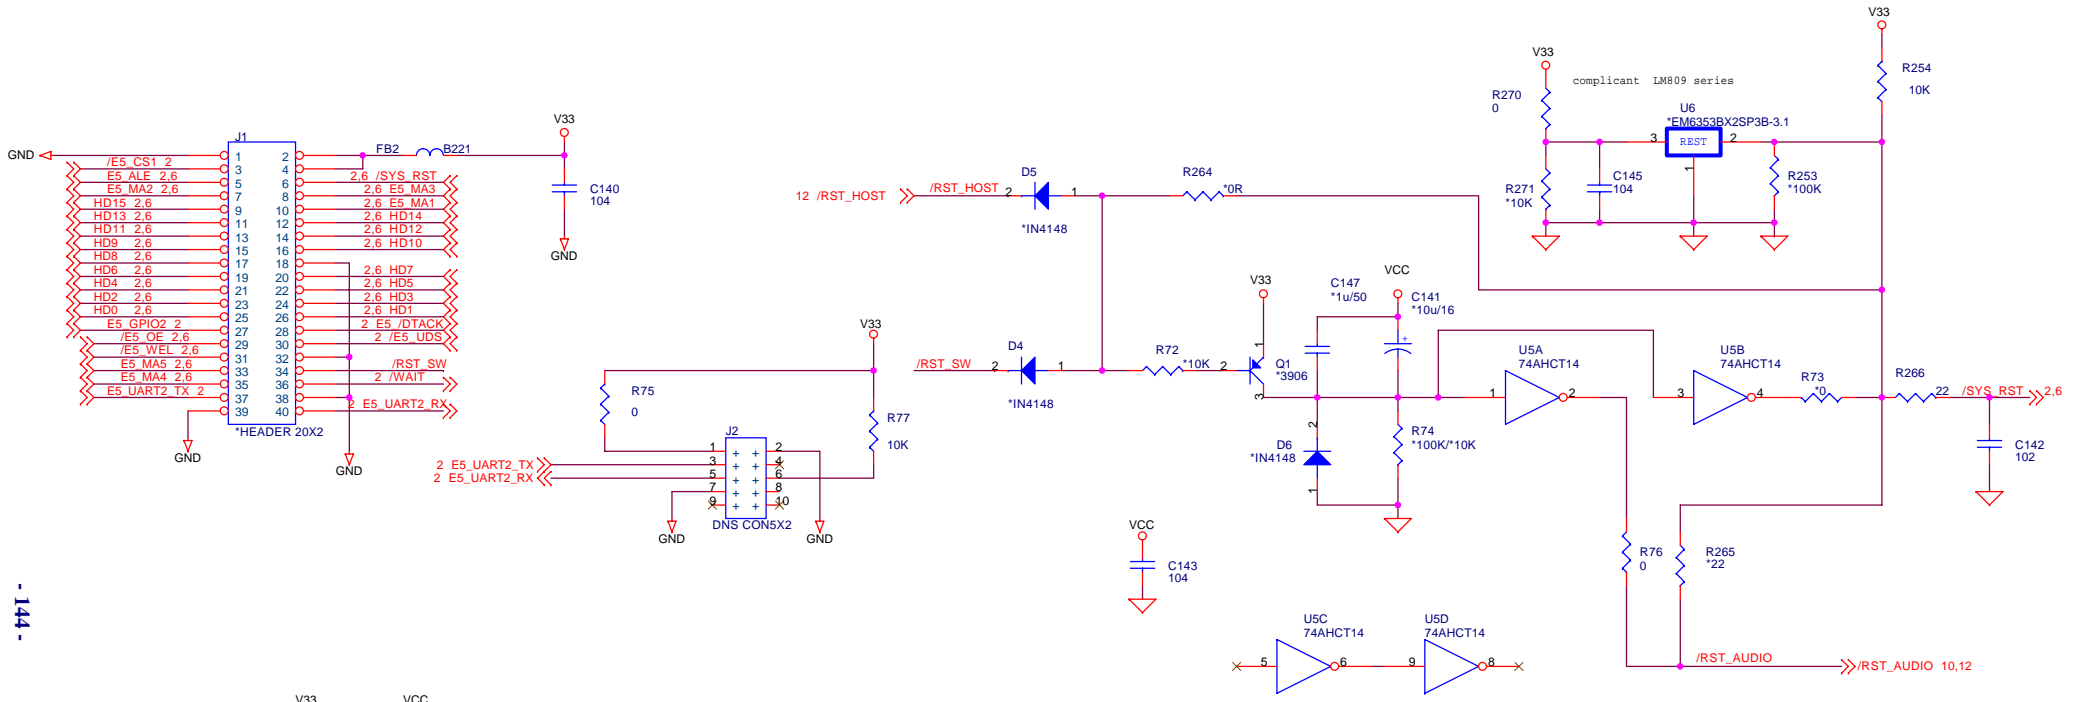 V33
V33
complicant LM809 series
R254
10K
R270
0
U6
*EM6353BX2SP3B-3.1
3 REST 2
1
R271
*10K
C145
104
R253
*100K
J1
V33
GND
FB2 B221
C140
104
GND
1 2
3 4
5 6
7 8
9 10
11 12
13 14
15 16
17 18
19 20
21 22
23 24
25 26
27 28
29 30
31 32
33 34
35 36
37 38
39 40
/E5_CS1 2
E5_ALE 2,6
E5_MA2 2,6
HD15 2,6
HD13 2,6
HD11 2,6
HD9 2,6
HD8 2,6
HD6 2,6
HD4 2,6
HD2 2,6
HD0 2,6
E5_GPIO2 2
/E5_OE 2,6
/E5_WEL 2,6
E5_MA5 2,6
E5_MA4 2,6
E5_UART2_TX 2
2,6 /SYS_RST
2,6 E5_MA3
2,6 E5_MA1
2,6 HD14
2,6 HD12
2,6 HD10
2,6 HD7
2,6 HD5
2,6 HD3
2,6 HD1
2 E5_/DTACK
2 /E5_UDS
/RST_SW
2 /WAIT
2 E5_UART2_RX
*HEADER 20X2
GND
GND
12 /RST_HOST
/RST_HOST
2 D5 1
*IN4148
R264
*0R
/RST_SW
2 D4 1
*IN4148
R72
*10K
V33
2 1 3
Q1
*3906
C147
*1u/50
VCC
C141
*10u/16
+
D6
*IN4148
2
1
R74
*100K/*10K
U5A
74AHCT14
1 2
U5B
74AHCT14
3 4
R73
*0
R266
22
/SYS_RST 2,6
C142
102
V33
R75
0
R77
10K
J2
1 2
3 4
5 6
7 8
9 10
2 E5_UART2_TX
2 E5_UART2_RX
DNS CON5X2
GND
GND
VCC
C143
104
R76
0
R265
*22
U5C
74AHCT14
5 6
U5D
74AHCT14
9 8
/RST_AUDIO
/RST_AUDIO 10,12
- 144 -
V33
VCC